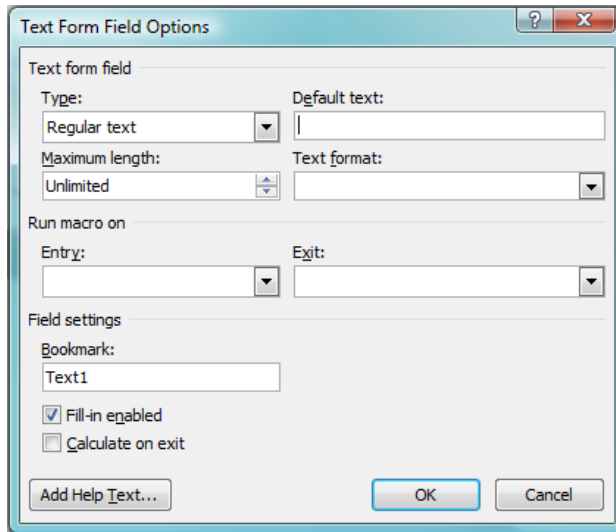 Text Form Field Options
?
Text form field
Type:
Default text:
Regular text
Maximum length:
Text format:
Unlimited
Run macro on
Entry:
Exit:
Field settings
Bookmark:
Text1
Fill-in enabled
Calculate on exit
Add Help Text...
OK
Cancel